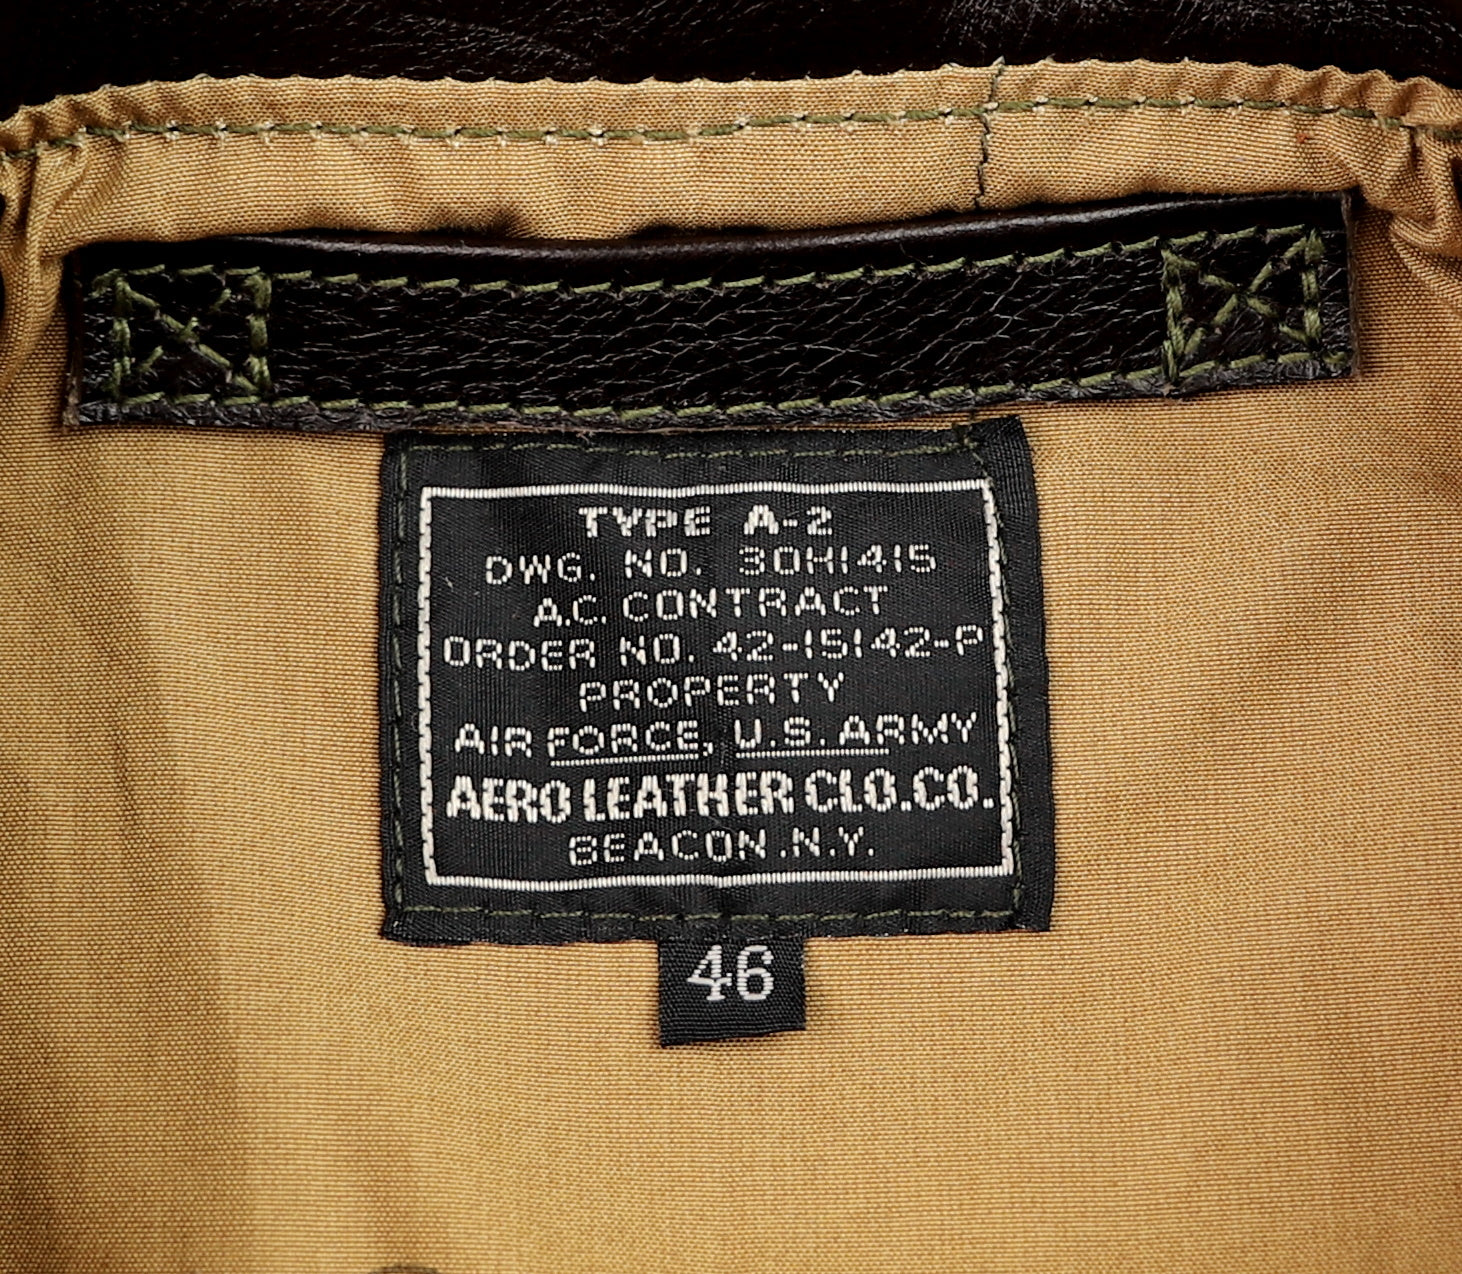 TYPE A-2
DWG. NO. 30H1415
A.C. CONTRACT
ORDER NO. 42-15142-P
PROPERTY
AIR FORCE, U.S. ARMY
AERO LEATHER CLO.CO.
BEACON.N.Y.
46